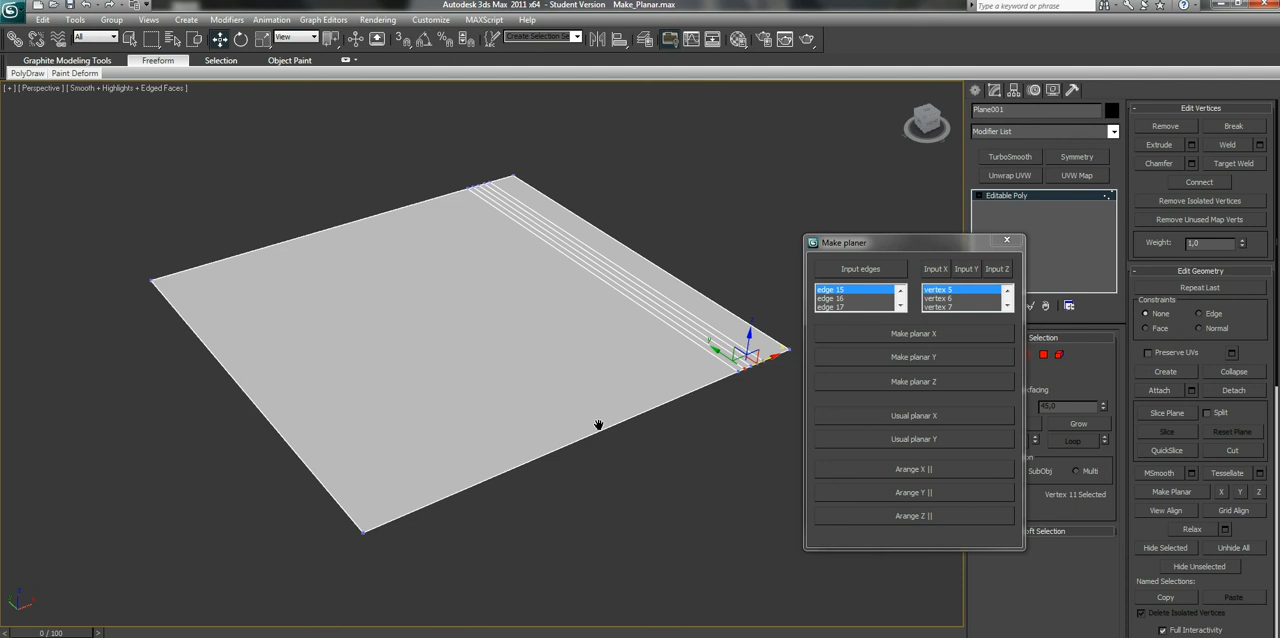 Autodesk 3ds Max 2011 x64 - Student Version Make_Planar.max
Type a keyword or phrase
Edit Tools Group Views Create Modifiers Animation Graph Editors Rendering Customize MAXScript Help
All View Create Selection Se
Graphite Modeling Tools Freeform Selection Object Paint
PolyDraw Paint Deform
[ + ] [ Perspective ] [ Smooth + Highlights + Edged Faces ]
Plane001
Modifier List
TurboSmooth Symmetry
Unwrap UVW UVW Map
Editable Poly
Make planer
Input edges Input X Input Y Input Z
edge 15 vertex 5
edge 16 vertex 6
edge 17 vertex 7
Make planar X
Make planar Y
Make planar Z
Usual planar X
Usual planar Y
Arange X ||
Arange Y ||
Arange Z ||
Selection
45,0
Grow
Loop
SubObj Multi
Vertex 11 Selected
oft Selection
Edit Vertices
Remove Break
Extrude Weld
Chamfer Target Weld
Connect
Remove Isolated Vertices
Remove Unused Map Verts
Weight: 1,0
Edit Geometry
Repeat Last
Constraints
None Edge
Face Normal
Preserve UVs
Create Collapse
Attach Detach
Slice Plane Split
Slice Reset Plane
QuickSlice Cut
MSmooth Tessellate
Make Planar X Y Z
View Align Grid Align
Relax
Hide Selected Unhide All
Hide Unselected
Named Selections:
Copy Paste
Delete Isolated Vertices
Full Interactivity
0 / 100